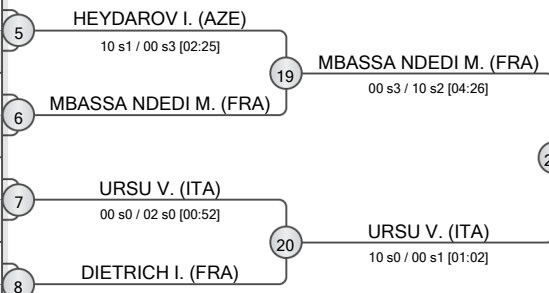 HEYDAROV I. (AZE)
5
10 s1 / 00 s3 [02:25]
MBASSA NDEDI M. (FRA)
19
00 s3 / 10 s2 [04:26]
MBASSA NDEDI M. (FRA)
6
2
URSU V. (ITA)
7
00 s0 / 02 s0 [00:52]
URSU V. (ITA)
20
10 s0 / 00 s1 [01:02]
DIETRICH I. (FRA)
8